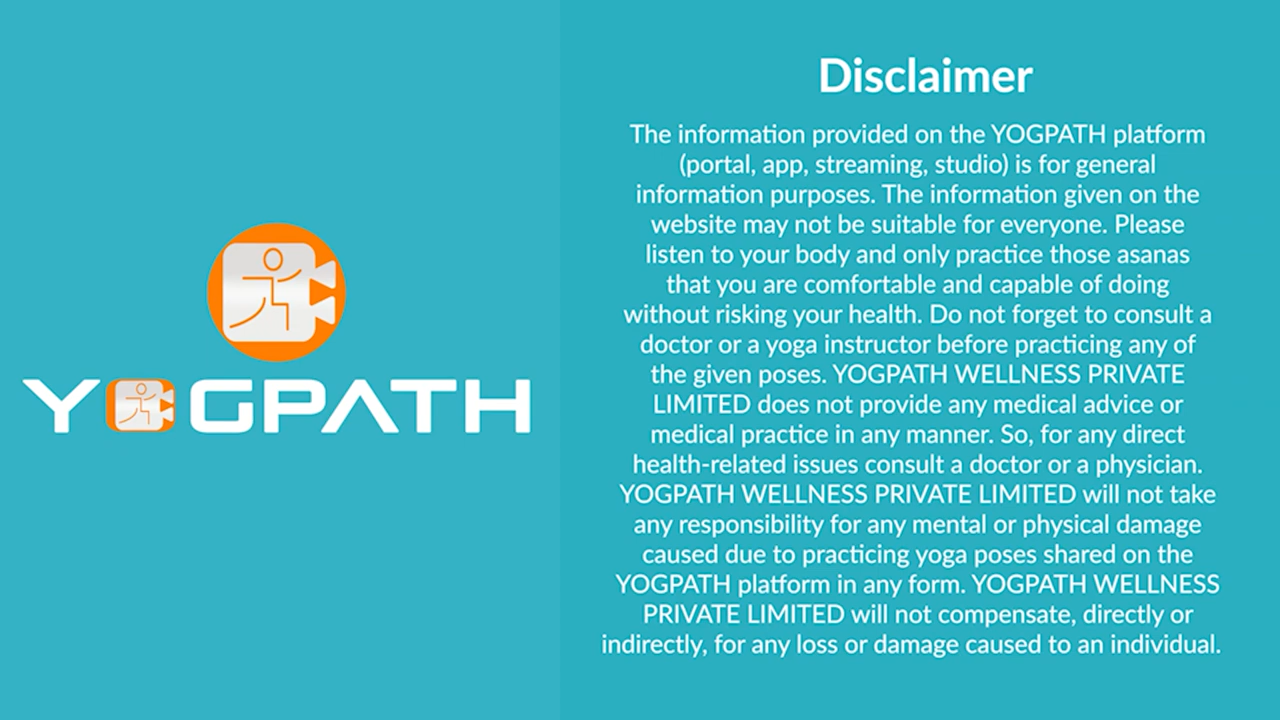 YOGPATH
Disclaimer
The information provided on the YOGPATH platform
(portal, app, streaming, studio) is for general
information purposes. The information given on the
website may not be suitable for everyone. Please
listen to your body and only practice those asanas
that you are comfortable and capable of doing
without risking your health. Do not forget to consult a
doctor or a yoga instructor before practicing any of
the given poses. YOGPATH WELLNESS PRIVATE
LIMITED does not provide any medical advice or
medical practice in any manner. So, for any direct
health-related issues consult a doctor or a physician.
YOGPATH WELLNESS PRIVATE LIMITED will not take
any responsibility for any mental or physical damage
caused due to practicing yoga poses shared on the
YOGPATH platform in any form. YOGPATH WELLNESS
PRIVATE LIMITED will not compensate, directly or
indirectly, for any loss or damage caused to an individual.